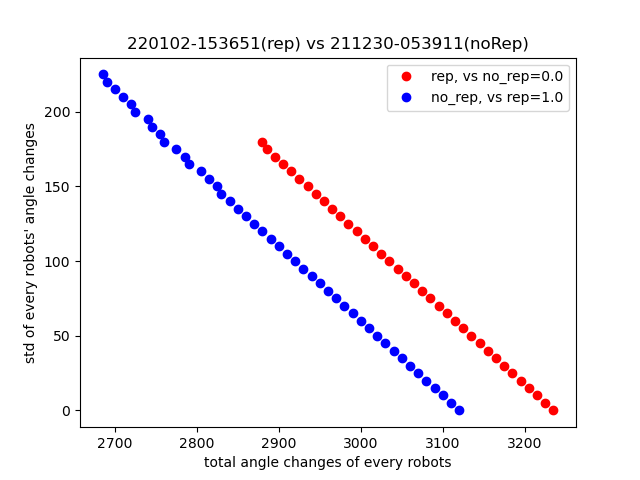 220102-153651(rep) vs 211230-053911(noRep)
rep, vs no_rep=0.0
no_rep, vs rep=1.0
std of every robots' angle changes
200
150
100
50
0
2700 2800 2900 3000 3100 3200
total angle changes of every robots